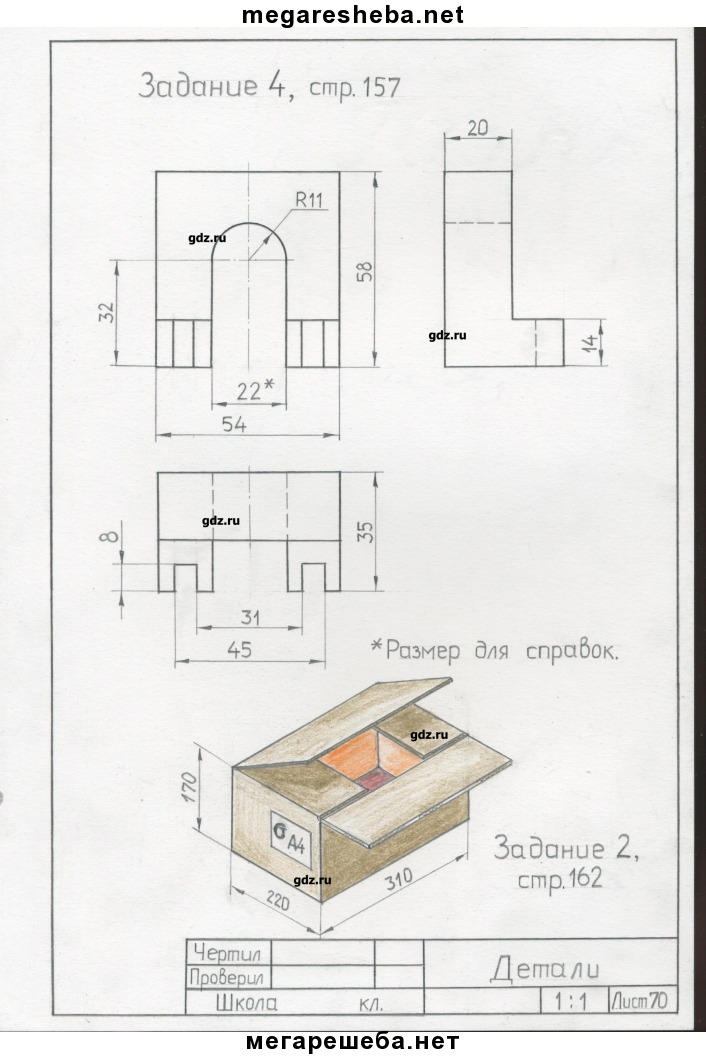 megaresheba.net
Задание 4, стр. 157
20
R11
gdz.ru
58
32
gdz.ru
14
22*
54
gdz.ru
8
35
31
45
*Размер для справок.
gdz.ru
170
А4
gdz.ru
220
310
Задание 2,
стр. 162
Чертил
Проверил
Детали
Школа кл.
1 : 1
Лист 70
мегарешеба.нет